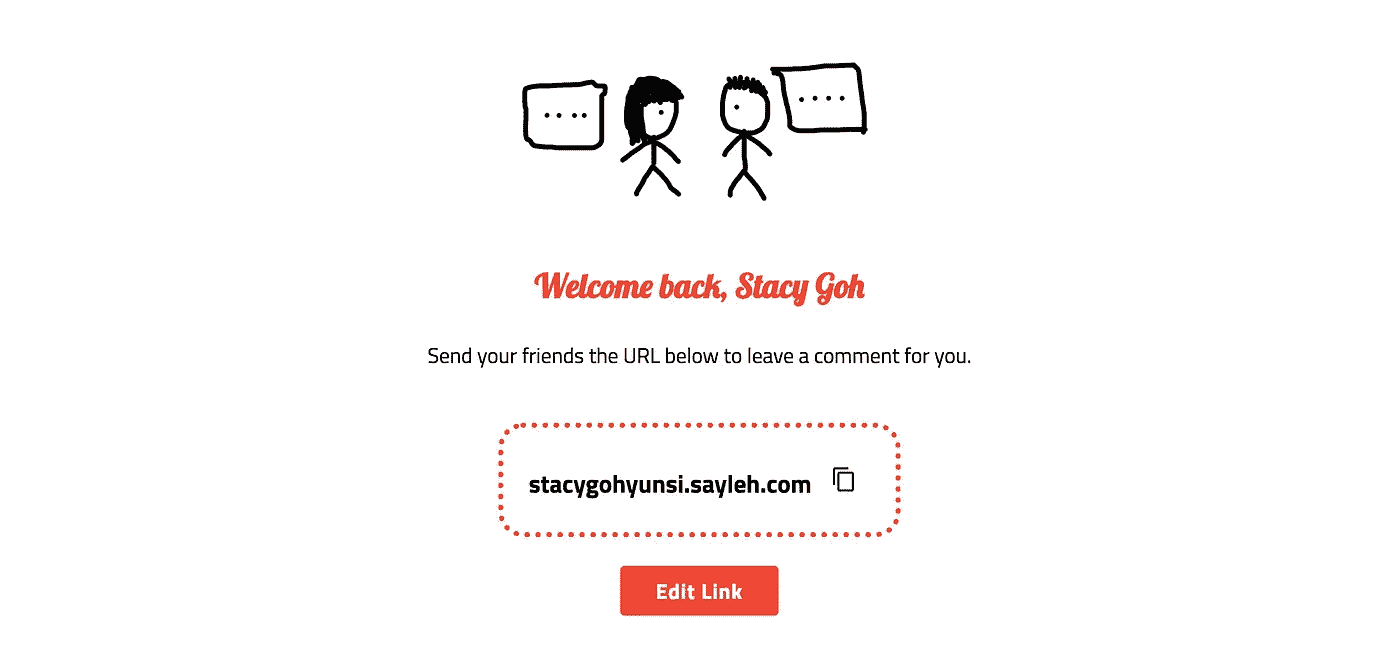 Welcome back, Stacy Goh
Send your friends the URL below to leave a comment for you.
stacygohyunsi.sayleh.com
Edit Link